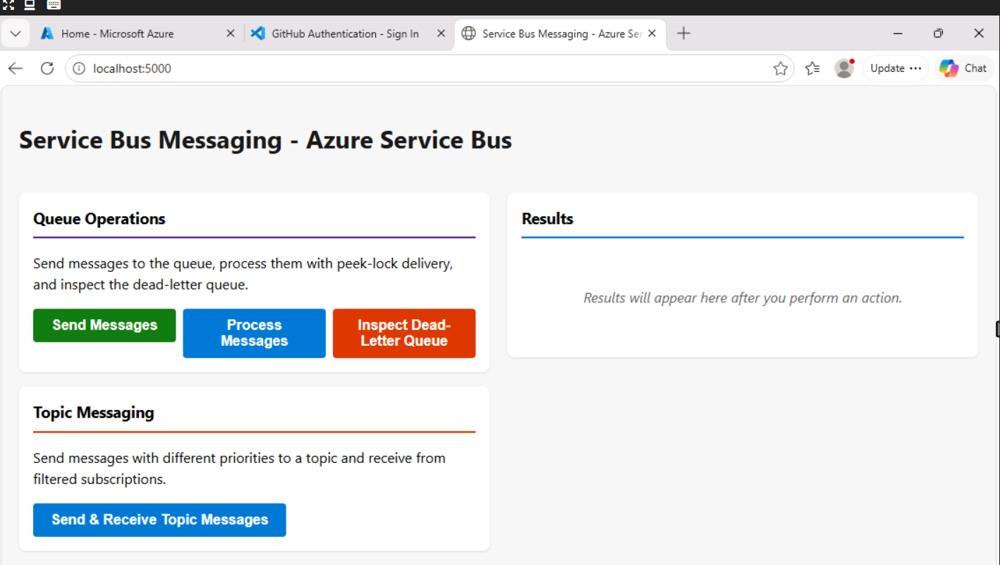 Home - Microsoft Azure
GitHub Authentication - Sign In
Service Bus Messaging - Azure Ser
localhost:5000
Update
Chat
Service Bus Messaging - Azure Service Bus
Queue Operations
Send messages to the queue, process them with peek-lock delivery,
and inspect the dead-letter queue.
Send Messages
Process
Messages
Inspect Dead-
Letter Queue
Topic Messaging
Send messages with different priorities to a topic and receive from
filtered subscriptions.
Send & Receive Topic Messages
Results
Results will appear here after you perform an action.